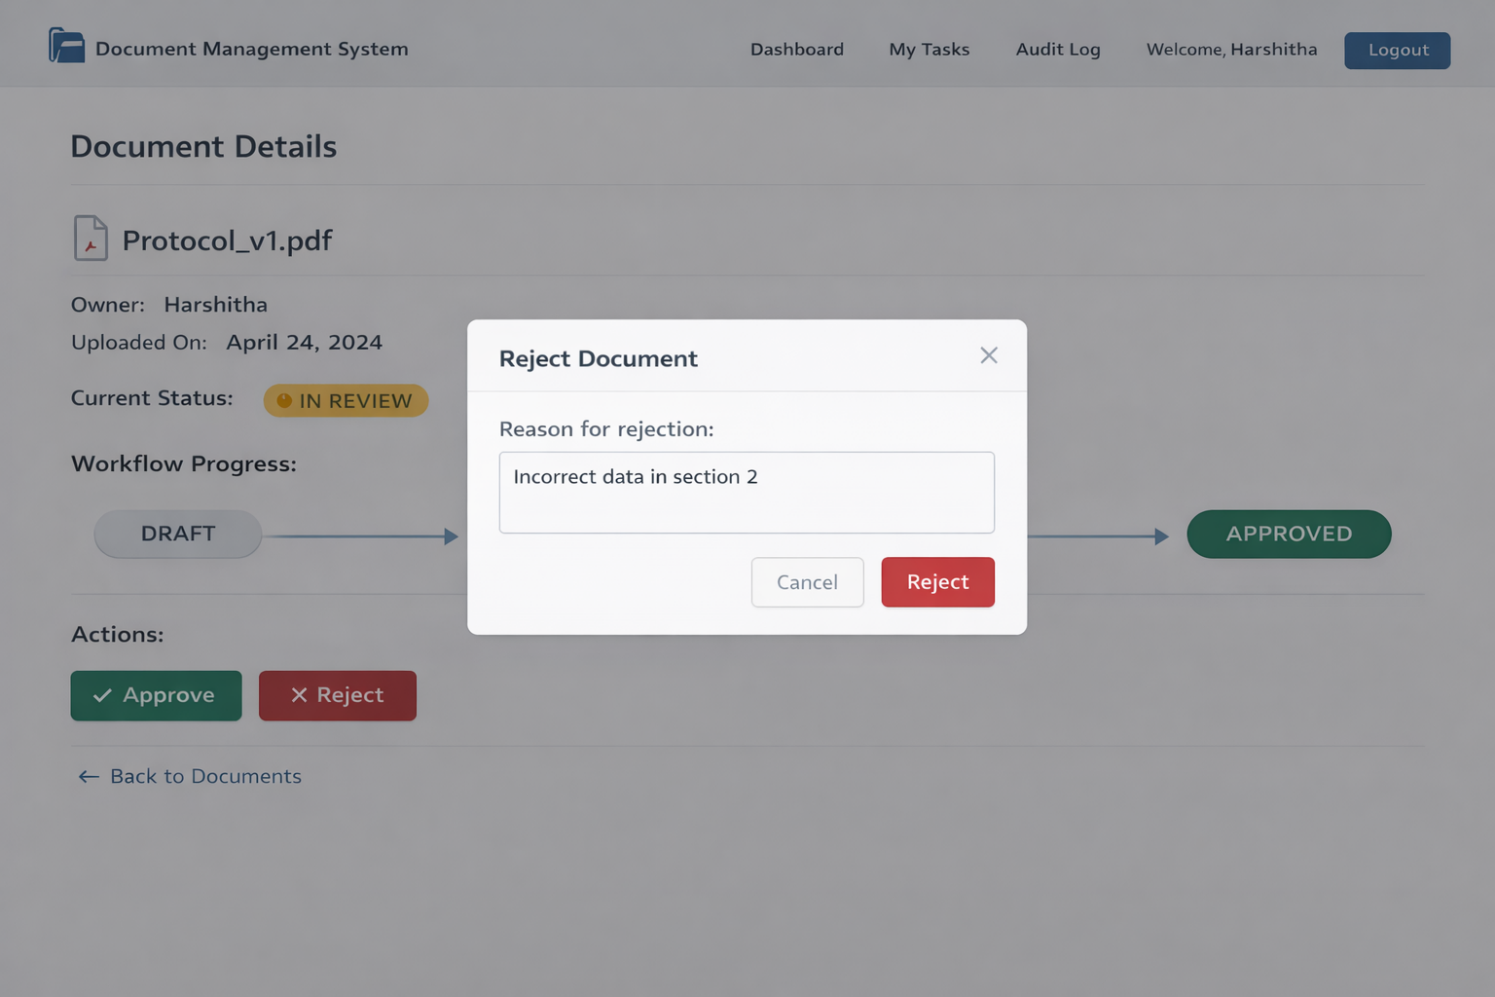 Document Management System
Dashboard
My Tasks
Audit Log
Welcome, Harshitha
Logout
Document Details
Protocol_v1.pdf
Owner: Harshitha
Uploaded On: April 24, 2024
Current Status: IN REVIEW
Workflow Progress:
DRAFT
APPROVED
Reject Document
Reason for rejection:
Incorrect data in section 2
Cancel
Reject
Actions:
Approve
Reject
Back to Documents